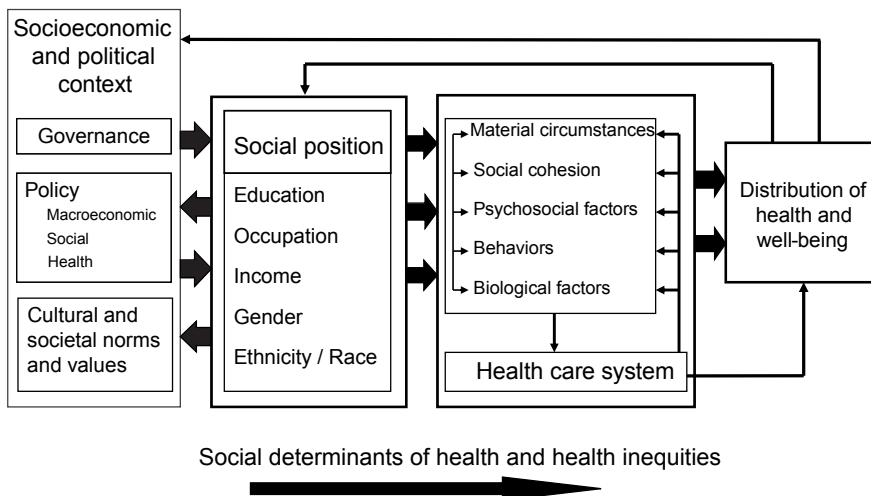 Socioeconomic
and political
context
Governance
Policy
Macroeconomic
Social
Health
Cultural and
societal norms
and values
Social position
Education
Occupation
Income
Gender
Ethnicity / Race
Material circumstances
Social cohesion
Psychosocial factors
Behaviors
Biological factors
Health care system
Distribution of
health and
well-being
Social determinants of health and health inequities